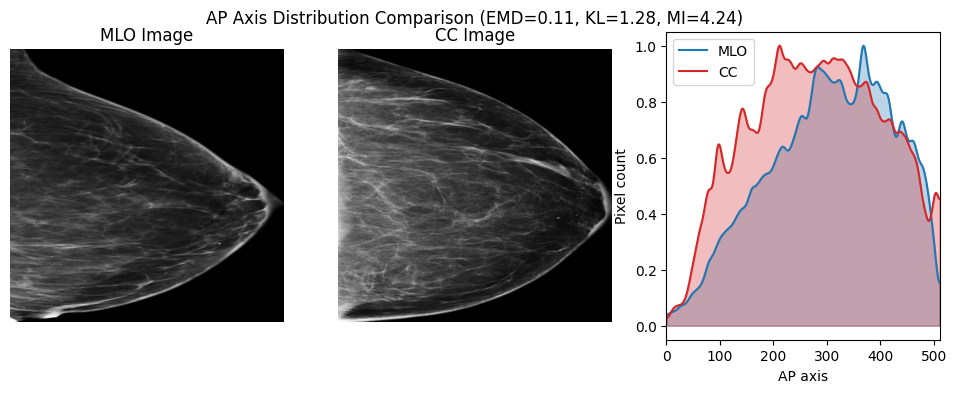 AP Axis Distribution Comparison (EMD=0.11, KL=1.28, MI=4.24)
MLO Image
CC Image
MLO
CC
Pixel count
1.0
0.8
0.6
0.4
0.2
0.0
0 100 200 300 400 500
AP axis